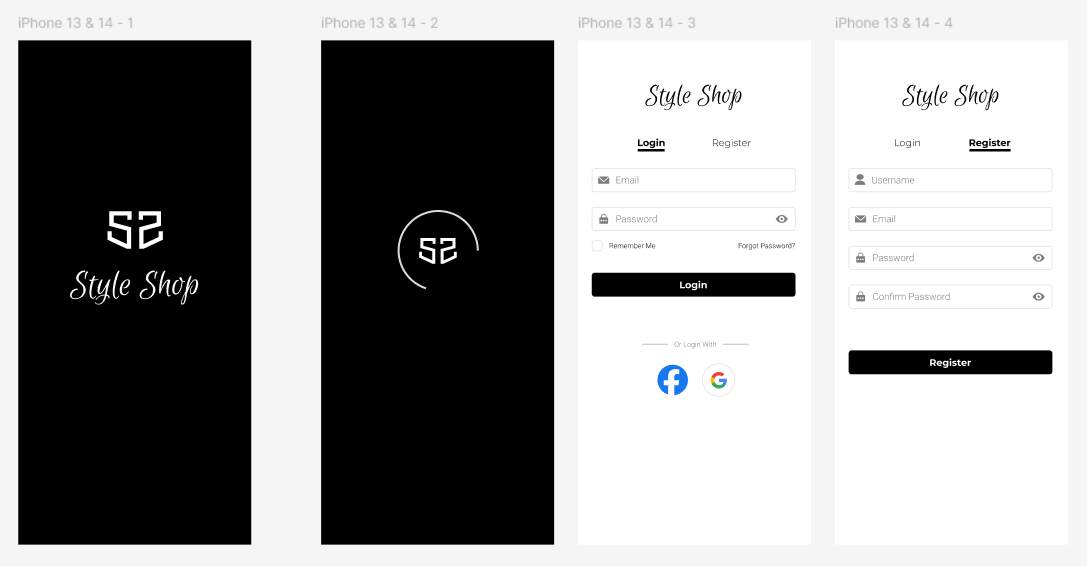 iPhone 13 & 14 - 1
SS
Style Shop
iPhone 13 & 14 - 2
SS
iPhone 13 & 14 - 3
Style Shop
Login Register
Email
Password
Remember Me Forgot Password?
Login
Or Login With
f G
iPhone 13 & 14 - 4
Style Shop
Login Register
Username
Email
Password
Confirm Password
Register